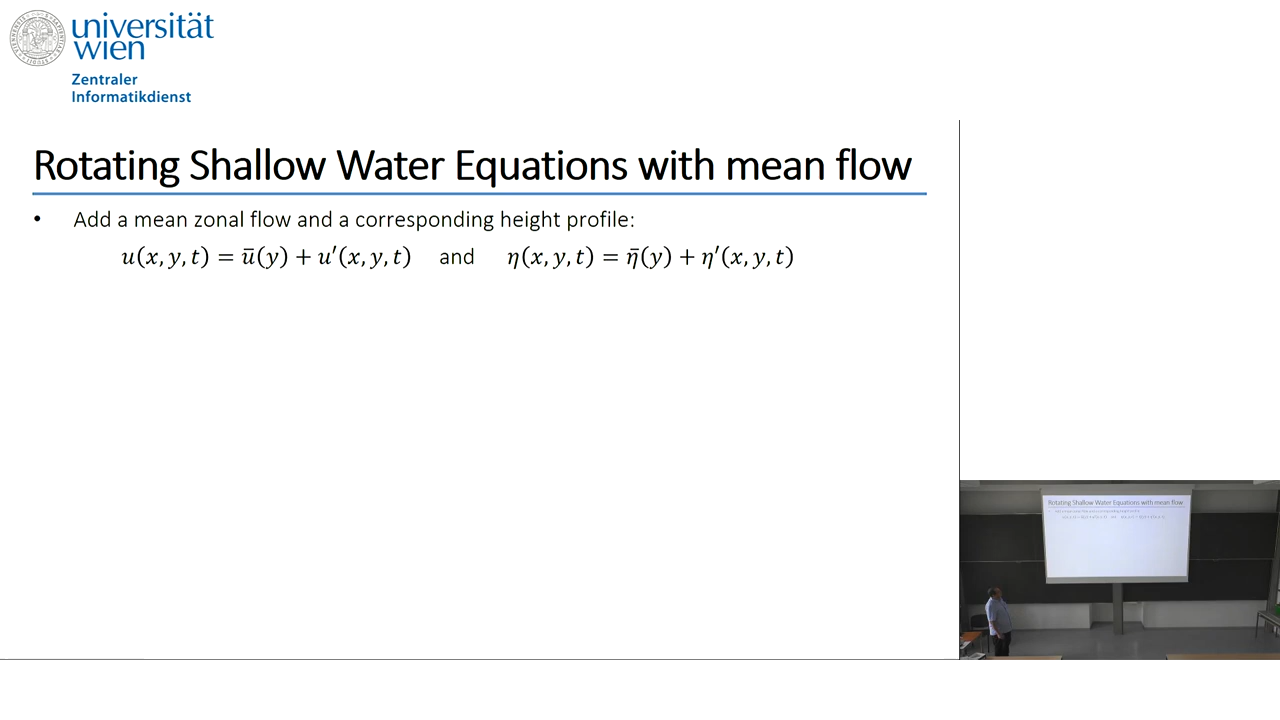 universität
wien
Zentraler
Informatikdienst
Rotating Shallow Water Equations with mean flow
• Add a mean zonal flow and a corresponding height profile:
u(x, y, t) = ū(y) + u′(x, y, t) and η(x, y, t) = η̄(y) + η′(x, y, t)
Rotating Shallow Water Equations with mean flow